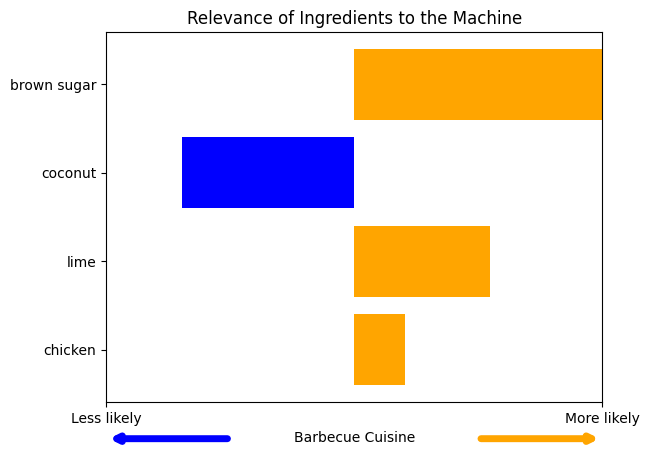 Relevance of Ingredients to the Machine
brown sugar
coconut
lime
chicken
Less likely
More likely
Barbecue Cuisine